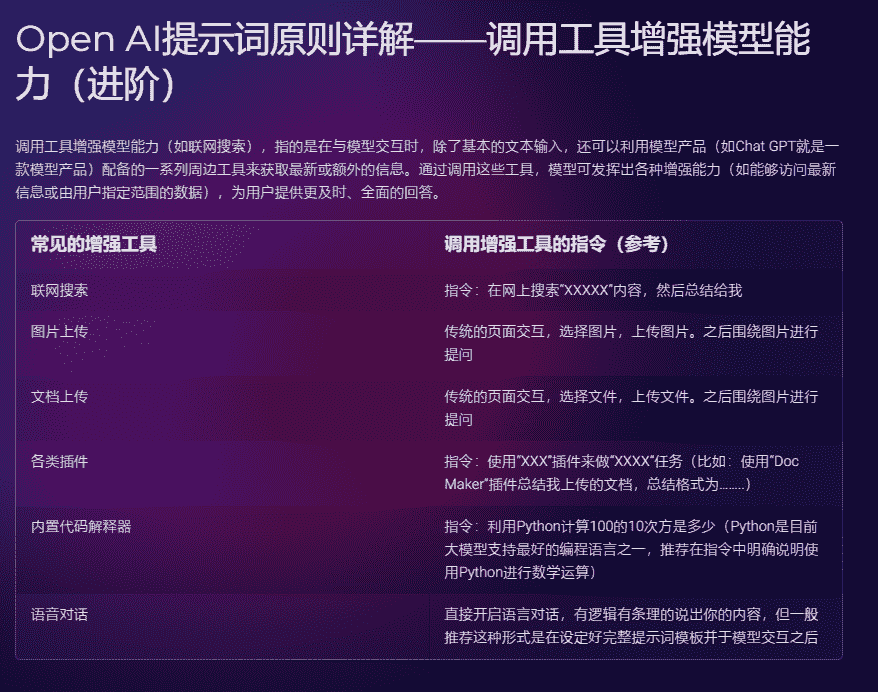 Open AI提示词原则详解——调用工具增强模型能
力（进阶）
调用工具增强模型能力（如联网搜索），指的是在与模型交互时，除了基本的文本输入，还可以利用模型产品（如Chat GPT就是一
款模型产品）配备的一系列周边工具来获取最新或额外的信息。通过调用这些工具，模型可发挥出各种增强能力（如能够访问最新
信息或由用户指定范围的数据），为用户提供更及时、全面的回答。
常见的增强工具
调用增强工具的指令（参考）
联网搜索
指令：在网上搜索“XXXXX”内容，然后总结给我
图片上传
传统的页面交互，选择图片，上传图片。之后围绕图片进行
提问
文档上传
传统的页面交互，选择文件，上传文件。之后围绕图片进行
提问
各类插件
指令：使用“XXX”插件来做“XXXX”任务（比如：使用“Doc
Maker”插件总结我上传的文档，总结格式为........）
内置代码解释器
指令：利用Python计算100的10次方是多少（Python是目前
大模型支持最好的编程语言之一，推荐在指令中明确说明使
用Python进行数学运算）
语音对话
直接开启语言对话，有逻辑有条理的说出你的内容，但一般
推荐这种形式是在设定好完整提示词模板并于模型交互之后